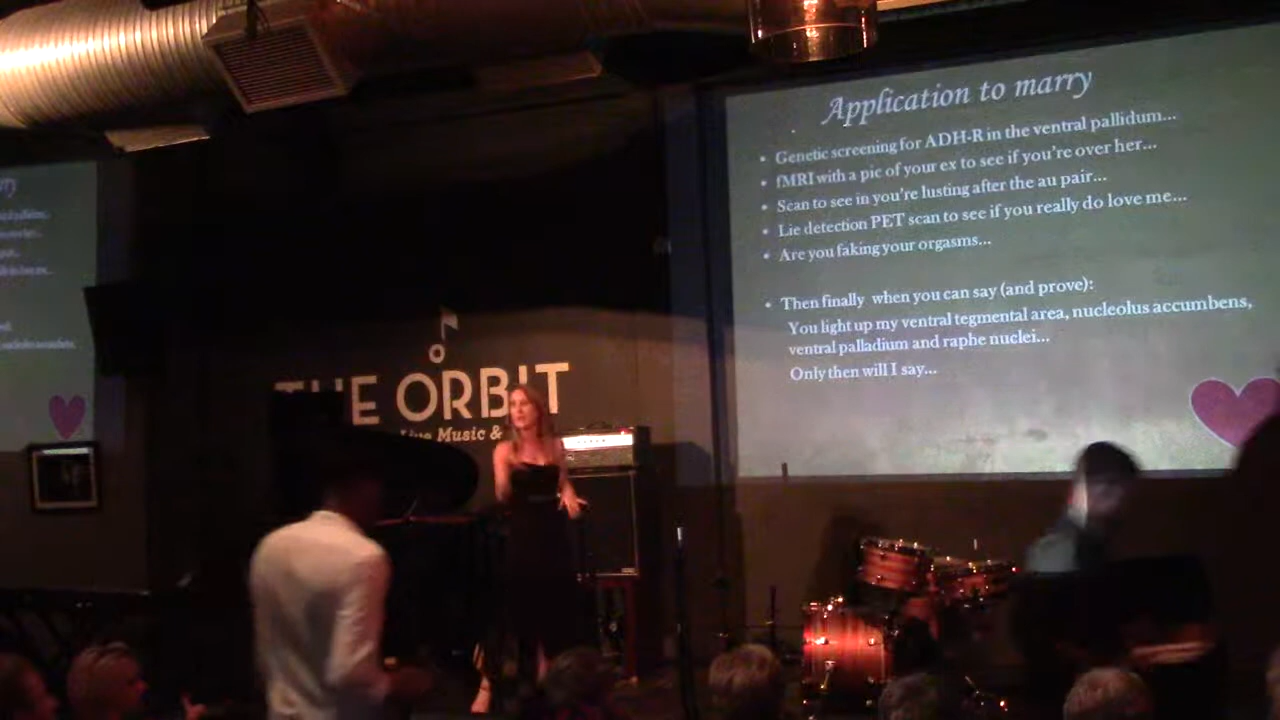 Application to marry
• Genetic screening for ADH-R in the ventral pallidum...
• fMRI with a pic of your ex to see if you're over her...
• Scan to see in you're lusting after the au pair...
• Lie detection PET scan to see if you really do love me...
• Are you faking your orgasms...
• Then finally when you can say (and prove):
You light up my ventral tegmental area, nucleolus accumbens,
ventral palladium and raphe nuclei...
Only then will I say...
THE ORBIT
Live Music &